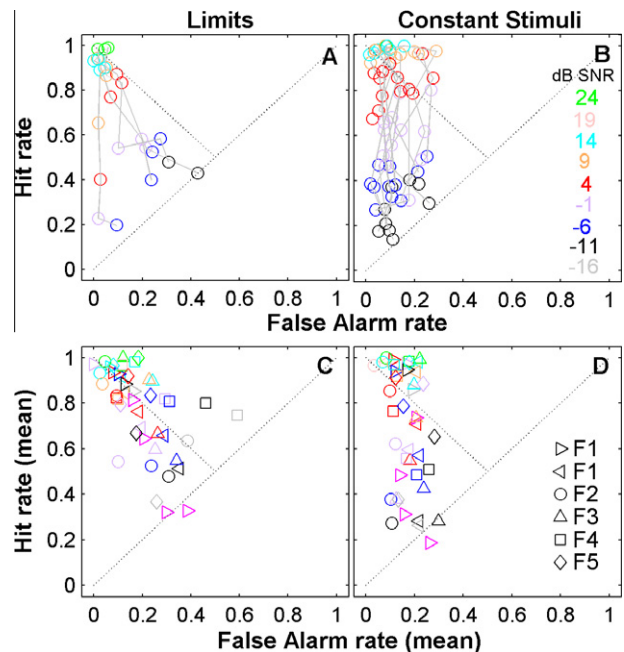 Limits
Constant Stimuli
A
B
dB SNR
24
19
14
9
4
-1
-6
-11
-16
Hit rate
1
0.8
0.6
0.4
0.2
0
0 0.2 0.4 0.6 0.8 1
0 0.2 0.4 0.6 0.8 1
False Alarm rate
C
D
Hit rate (mean)
1
0.8
0.6
0.4
0.2
0
F1
F1
F2
F3
F4
F5
0 0.2 0.4 0.6 0.8 1
0 0.2 0.4 0.6 0.8 1
False Alarm rate (mean)